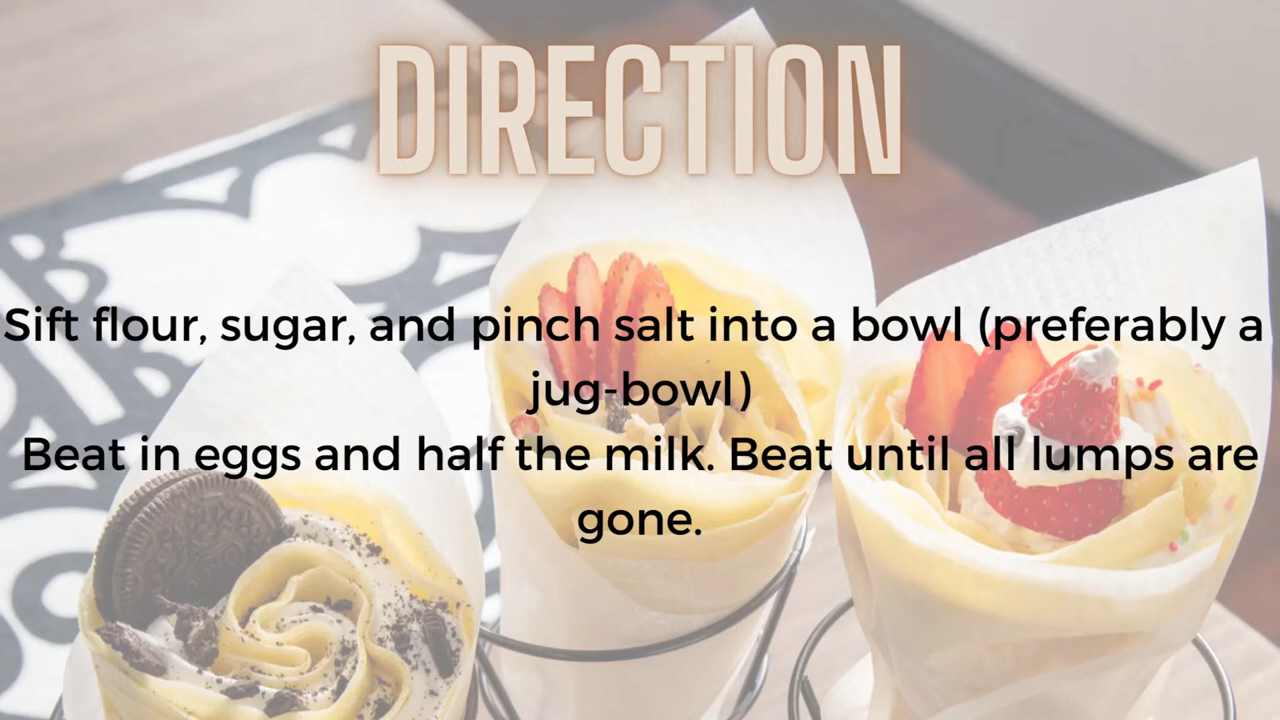 DIRECTION
Sift flour, sugar, and pinch salt into a bowl (preferably a
jug-bowl)
Beat in eggs and half the milk. Beat until all lumps are
gone.